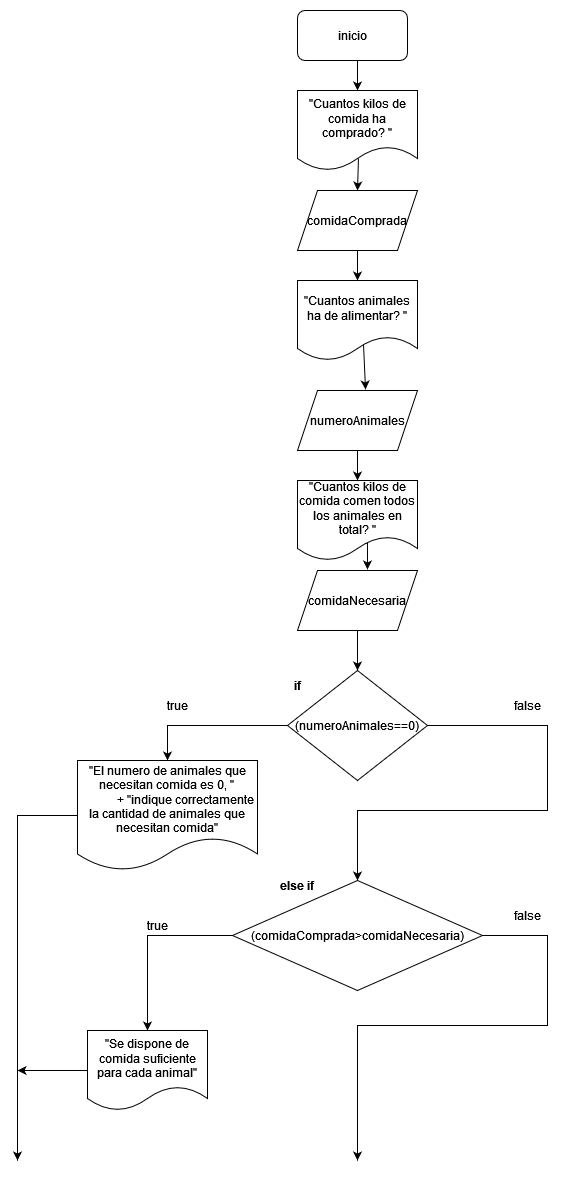 inicio
"Cuantos kilos de
comida ha
comprado? "
comidaComprada
"Cuantos animales
ha de alimentar? "
numeroAnimales
"Cuantos kilos de
comida comen todos
los animales en
total? "
comidaNecesaria
if
true
false
(numeroAnimales==0)
"El numero de animales que
necesitan comida es 0, "
+ "indique correctamente
la cantidad de animales que
necesitan comida"
else if
true
false
(comidaComprada>comidaNecesaria)
"Se dispone de
comida suficiente
para cada animal"